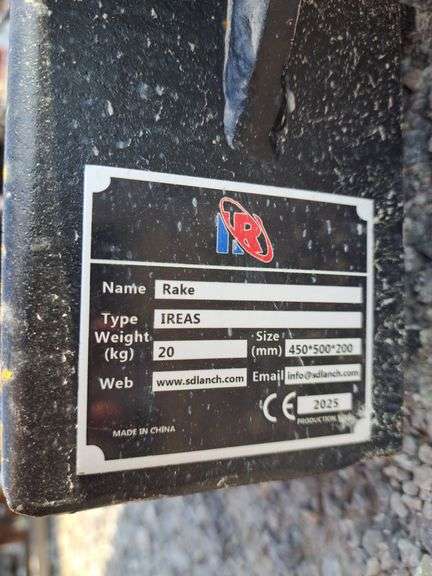 R
Name Rake
Type IREAS
Weight (kg) 20 Size (mm) 450*500*200
Web www.sdlanch.com Email info@sdlanch.com
CE 2025
MADE IN CHINA PRODUCTION